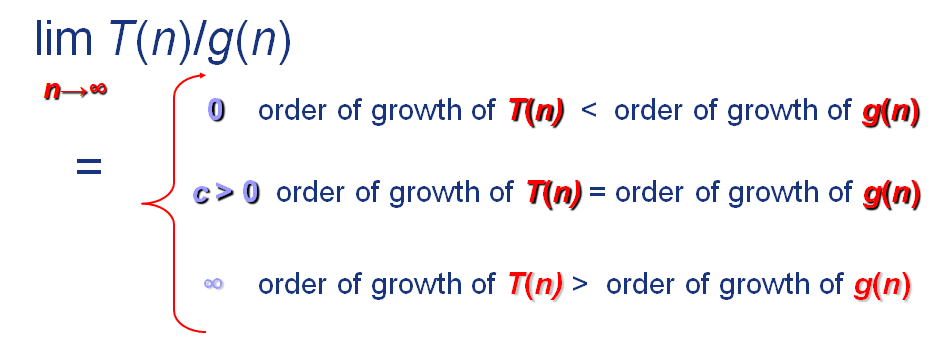 lim T(n)/g(n)
n→∞
0 order of growth of T(n) < order of growth of g(n)
=
c > 0 order of growth of T(n) = order of growth of g(n)
∞ order of growth of T(n) > order of growth of g(n)